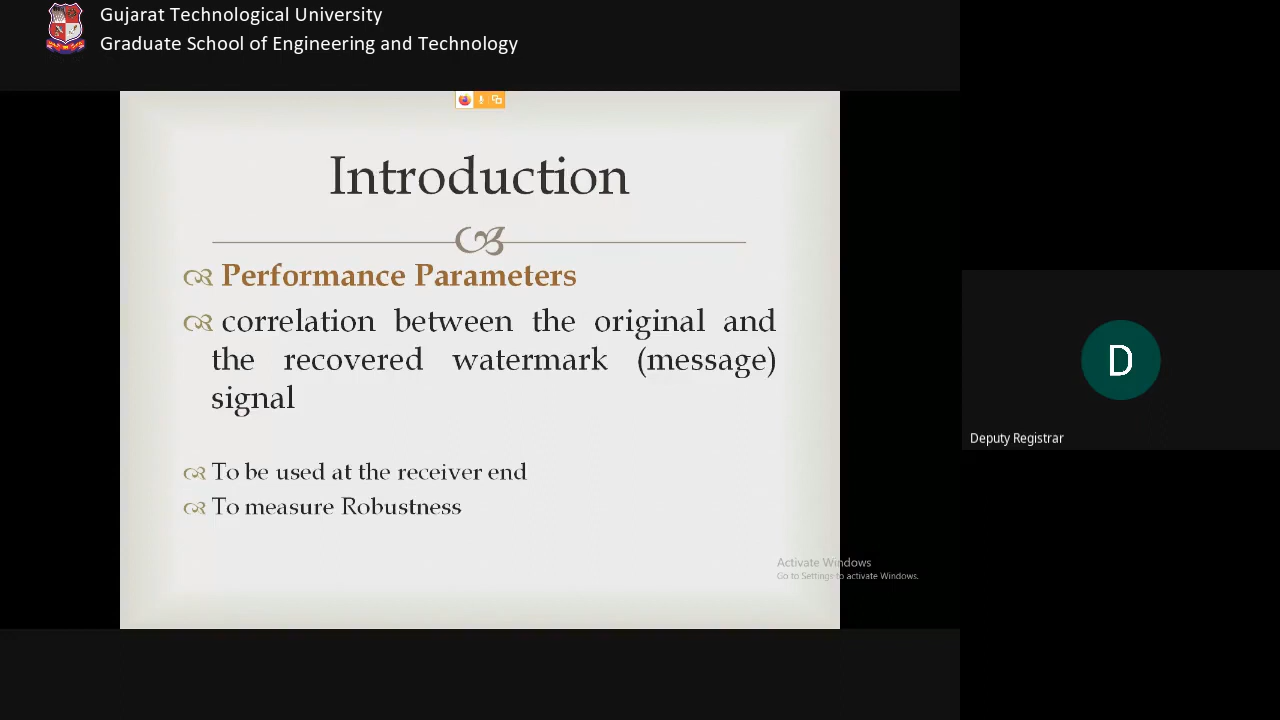 Gujarat Technological University
Graduate School of Engineering and Technology
Introduction
Performance Parameters
correlation between the original and
the recovered watermark (message)
signal
To be used at the receiver end
To measure Robustness
Activate Windows
Go to Settings to activate Windows.
D
Deputy Registrar